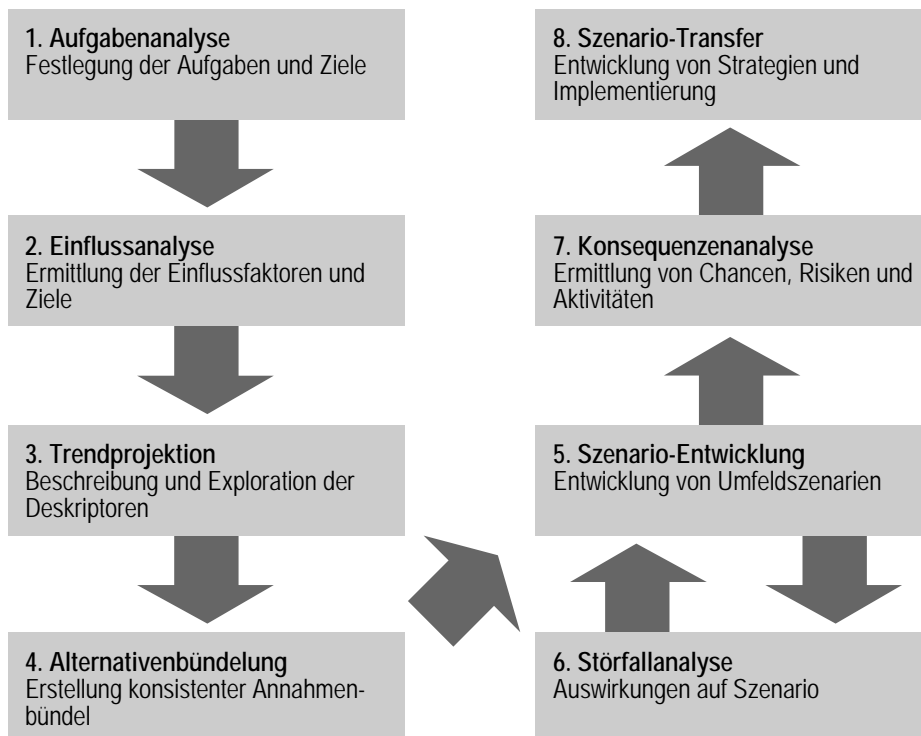 1. Aufgabenanalyse
Festlegung der Aufgaben und Ziele
2. Einflussanalyse
Ermittlung der Einflussfaktoren und
Ziele
3. Trendprojektion
Beschreibung und Exploration der
Deskriptoren
4. Alternativenbündelung
Erstellung konsistenter Annahmen-
bündel
5. Szenario-Entwicklung
Entwicklung von Umfeldszenarien
6. Störfallanalyse
Auswirkungen auf Szenario
7. Konsequenzenanalyse
Ermittlung von Chancen, Risiken und
Aktivitäten
8. Szenario-Transfer
Entwicklung von Strategien und
Implementierung